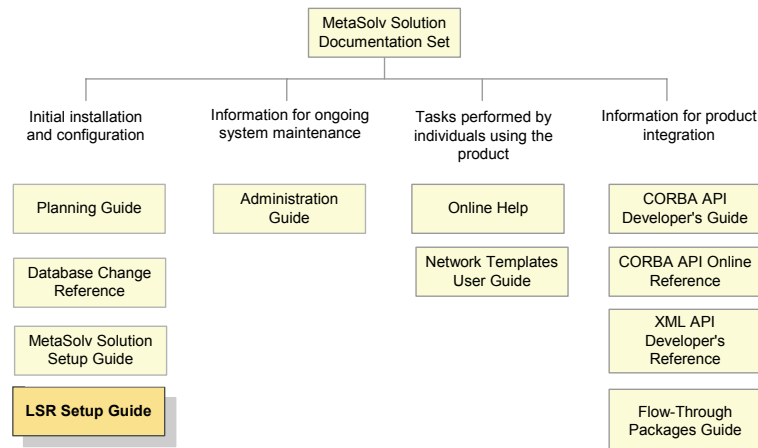 MetaSolv Solution
Documentation Set
Initial installation
and configuration
Information for ongoing
system maintenance
Tasks performed by
individuals using the
product
Information for product
integration
Planning Guide
Database Change
Reference
MetaSolv Solution
Setup Guide
LSR Setup Guide
Administration
Guide
Online Help
Network Templates
User Guide
CORBA API
Developer's Guide
CORBA API Online
Reference
XML API
Developer's
Reference
Flow-Through
Packages Guide